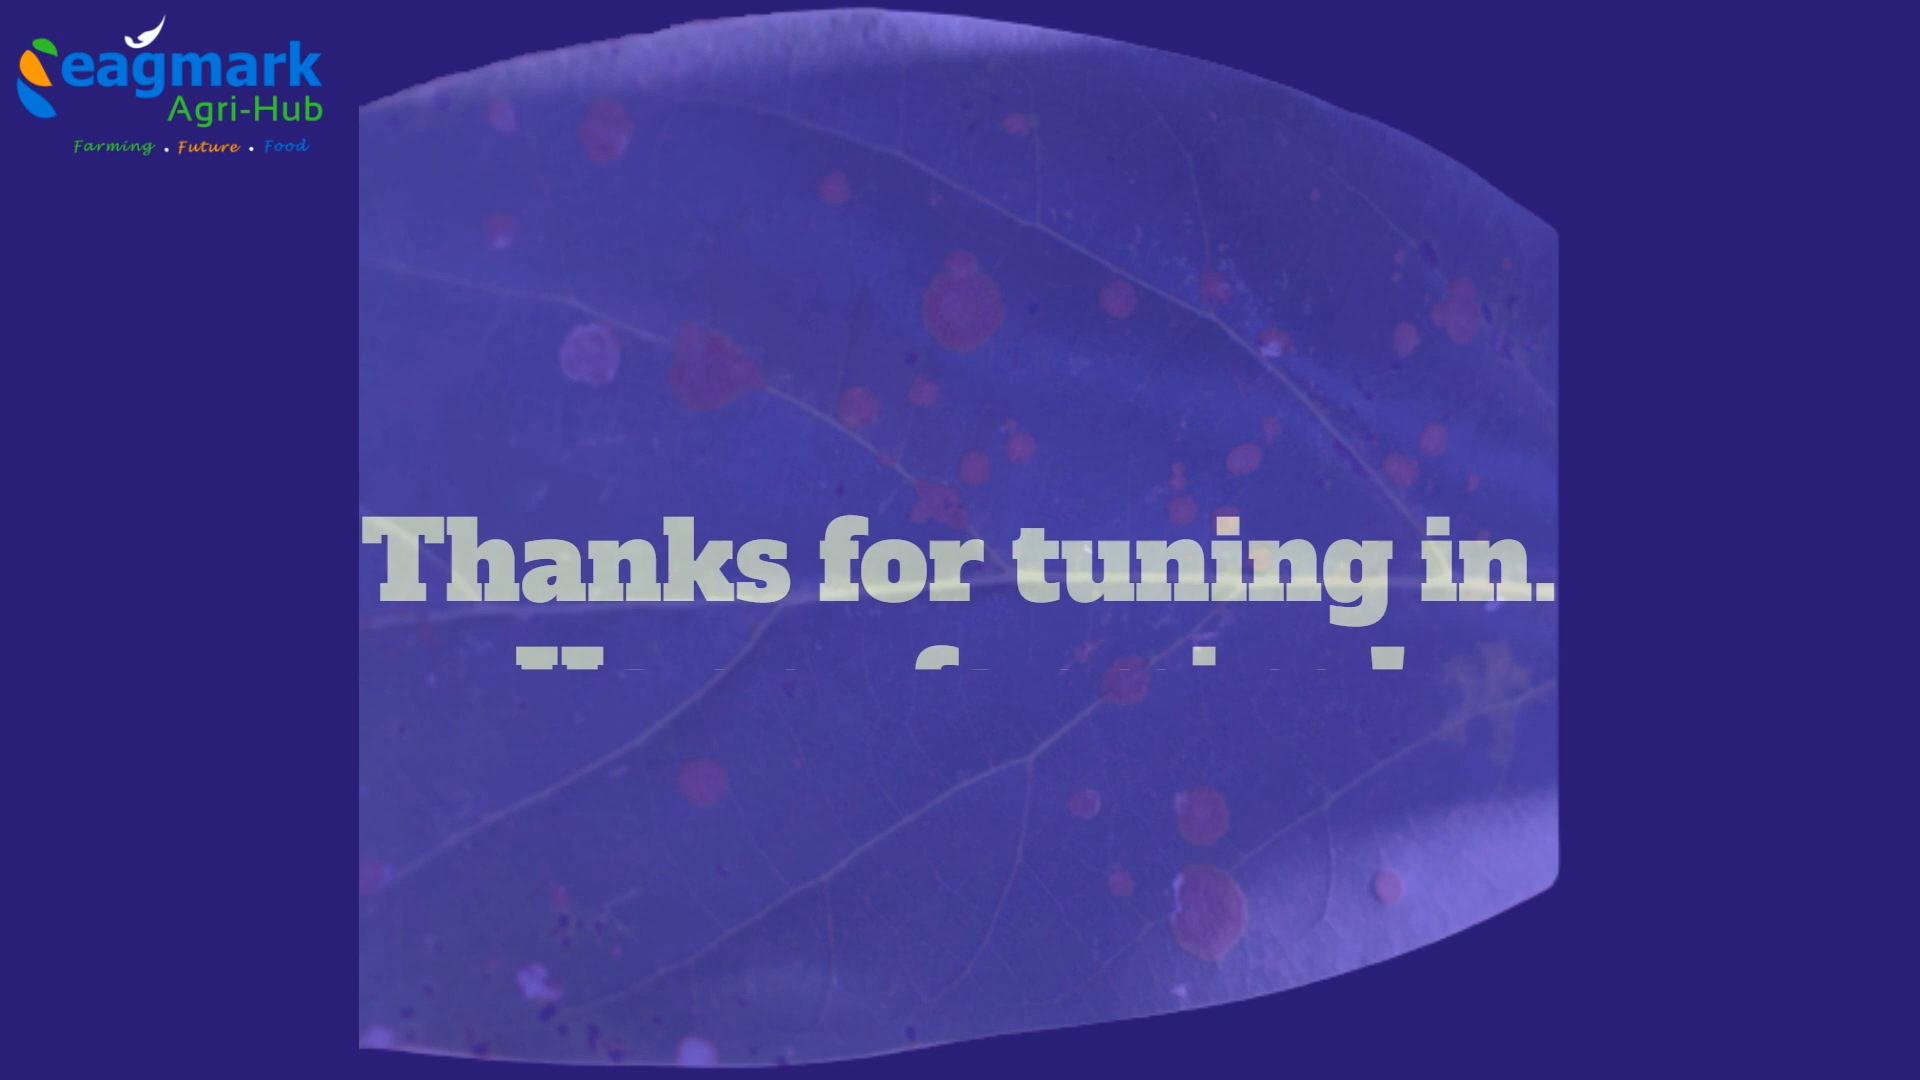 eagmark
Agri-Hub
Farming . Future . Food
Thanks for tuning in.